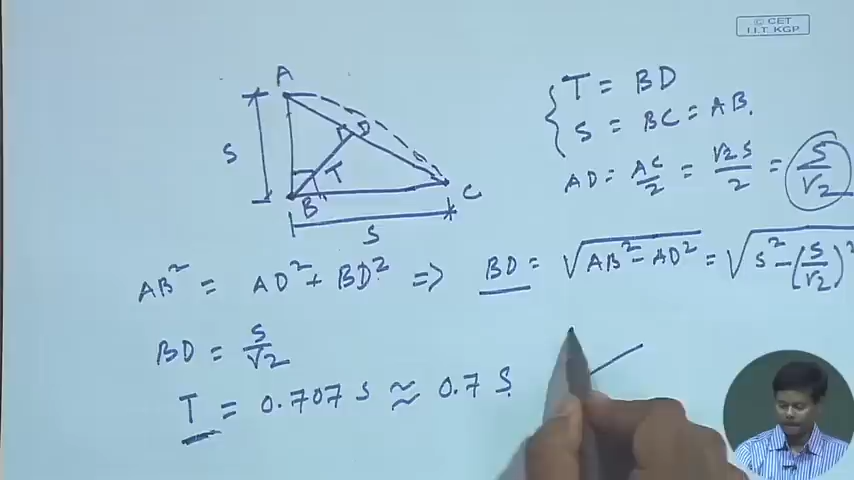 © CET
I.I.T. KGP
A
S
D
T
B
C
S
T = BD
S = BC = AB.
AD = AC/2 = √2 S/2 = S/√2
AB² = AD² + BD² => BD = √(AB² - AD²) = √(S² - (S/√2)²
BD = S/√2
T = 0.707 S ≈ 0.7 S